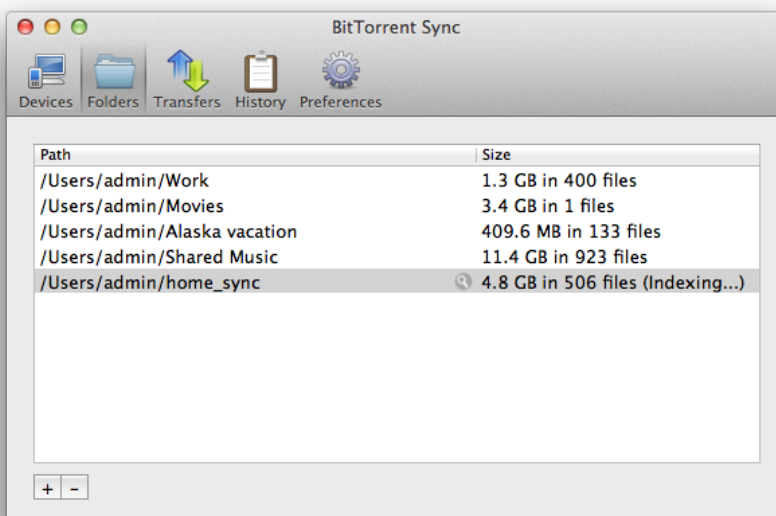 BitTorrent Sync
Devices Folders Transfers History Preferences
Path Size
/Users/admin/Work 1.3 GB in 400 files
/Users/admin/Movies 3.4 GB in 1 files
/Users/admin/Alaska vacation 409.6 MB in 133 files
/Users/admin/Shared Music 11.4 GB in 923 files
/Users/admin/home_sync 4.8 GB in 506 files (Indexing...)
+ -